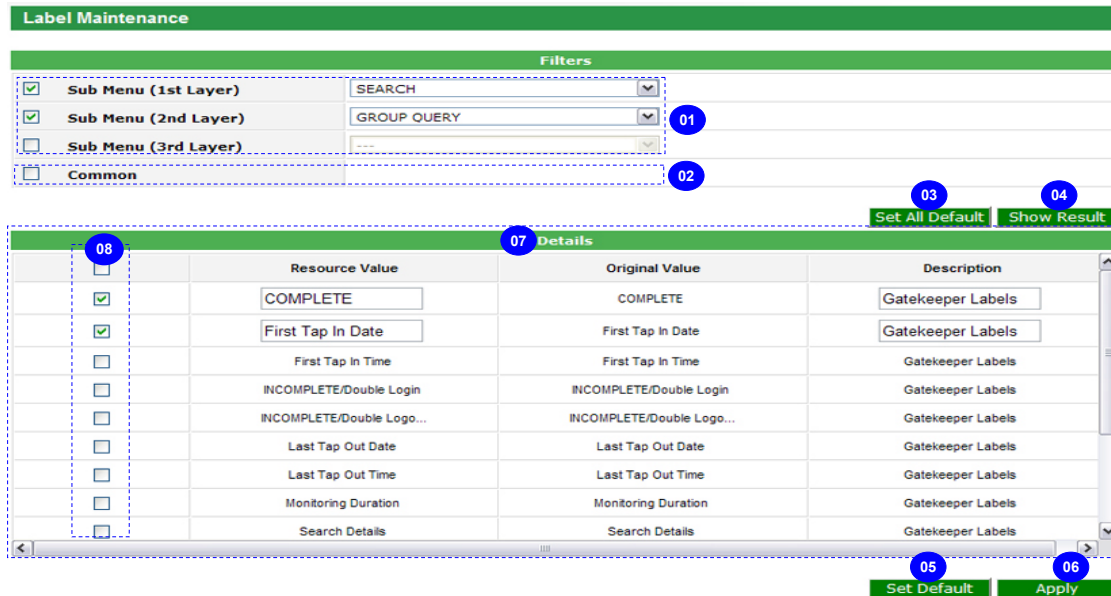 Label Maintenance
Filters
Sub Menu (1st Layer) SEARCH
Sub Menu (2nd Layer) GROUP QUERY 01
Sub Menu (3rd Layer) ---
Common 02
03 04
Set All Default Show Result
08 07 Details
Resource Value Original Value Description
COMPLETE COMPLETE Gatekeeper Labels
First Tap In Date First Tap In Date Gatekeeper Labels
First Tap In Time First Tap In Time Gatekeeper Labels
INCOMPLETE/Double Login INCOMPLETE/Double Login Gatekeeper Labels
INCOMPLETE/Double Logo... INCOMPLETE/Double Logo... Gatekeeper Labels
Last Tap Out Date Last Tap Out Date Gatekeeper Labels
Last Tap Out Time Last Tap Out Time Gatekeeper Labels
Monitoring Duration Monitoring Duration Gatekeeper Labels
Search Details Search Details Gatekeeper Labels
05 06
Set Default Apply